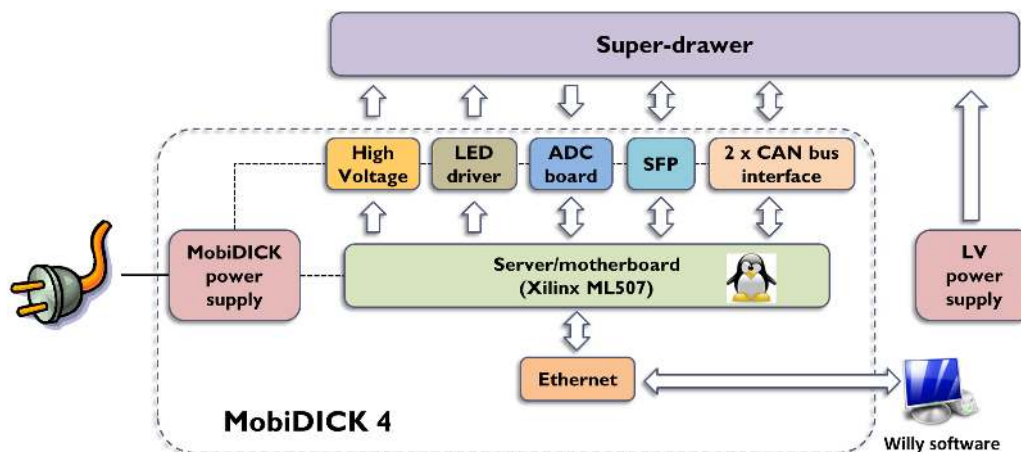 Super-drawer
High
Voltage
LED
driver
ADC
board
SFP
2 x CAN bus
interface
MobiDICK
power
supply
Server/motherboard
(Xilinx ML507)
LV
power
supply
Ethernet
MobiDICK 4
Willy software